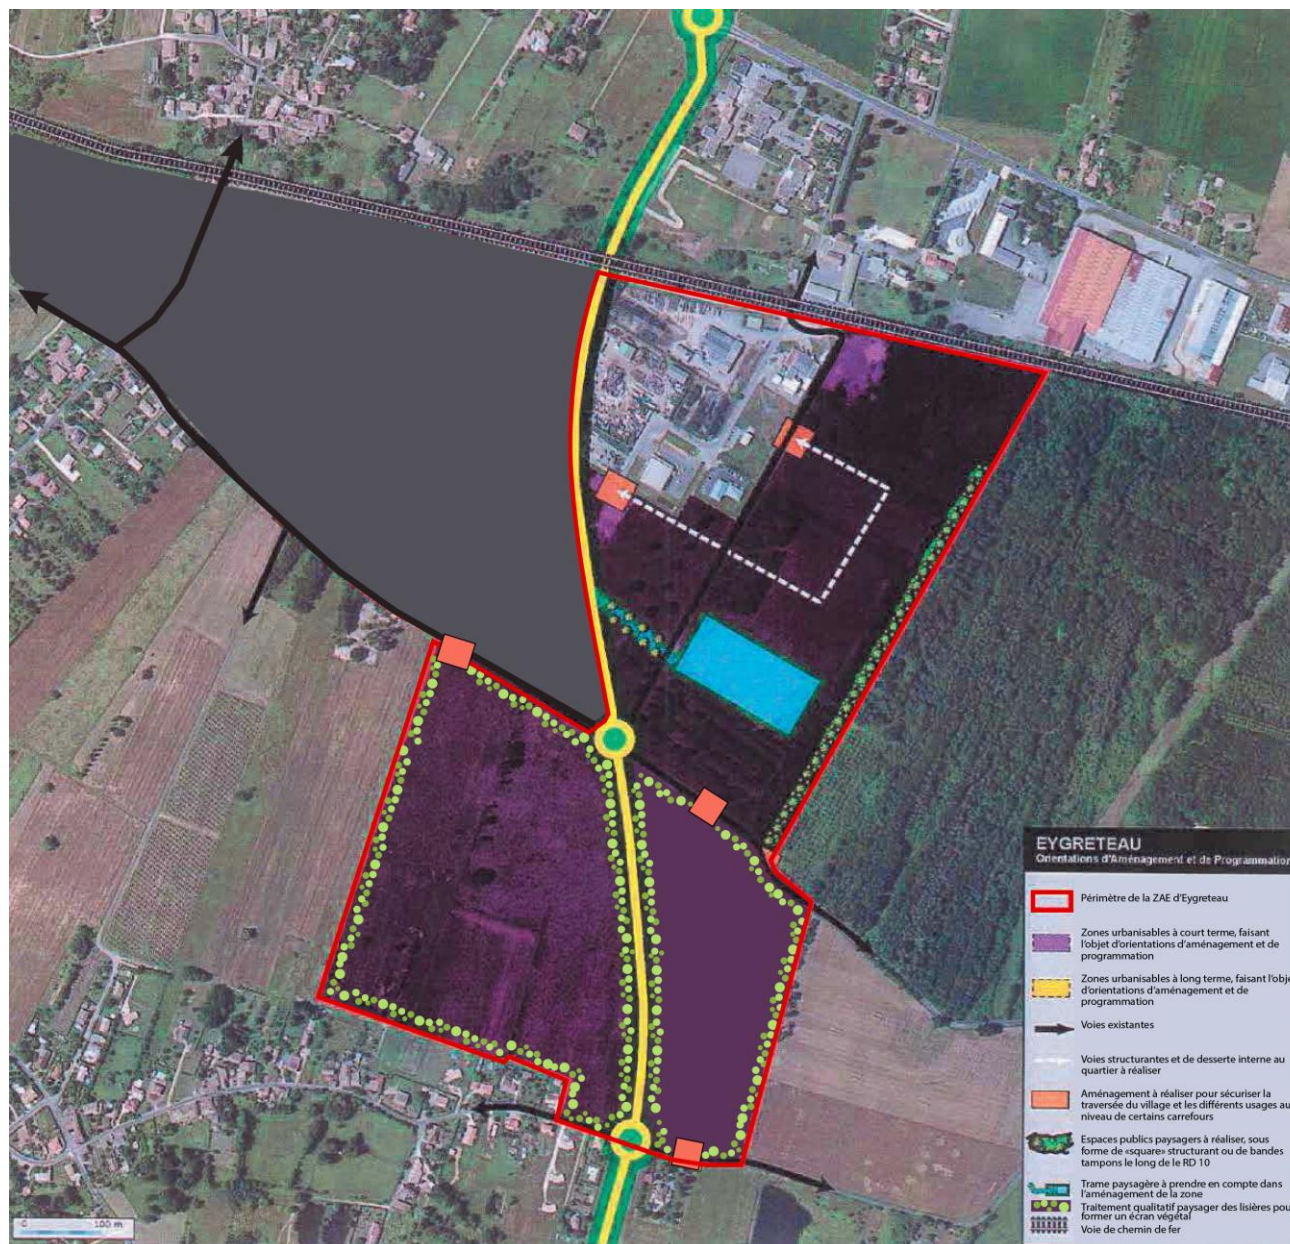 EYGRETEAU
Orientations d'Aménagement et de Programmation
Périmètre de la ZAE d'Eygreteau
Zones urbanisables à court terme, faisant
l'objet d'orientations d'aménagement et de
programmation
Zones urbanisables à long terme, faisant l'obje
d'orientations d'aménagement et de
programmation
Voies existantes
Voies structurantes et de desserte interne au
quartier à réaliser
Aménagement à réaliser pour sécuriser la
traversée du village et les différents usages au
niveau de certains carrefours
Espaces publics paysagers à réaliser, sous
forme de «square» structurant ou de bandes
tampons le long de le RD 10
Trame paysagère à prendre en compte dans
l'aménagement de la zone
Traitement qualitatif paysager des lisières pou
former un écran végétal
Voie de chemin de fer
0 100 m